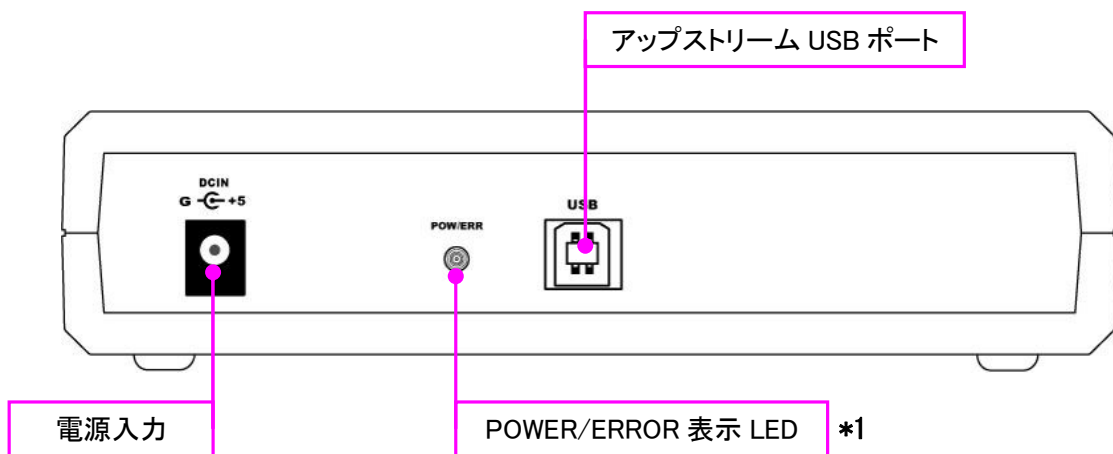 アップストリーム USB ポート
DCIN
G +5
POW/ERR
USB
電源入力
POWER/ERROR 表示 LED *1